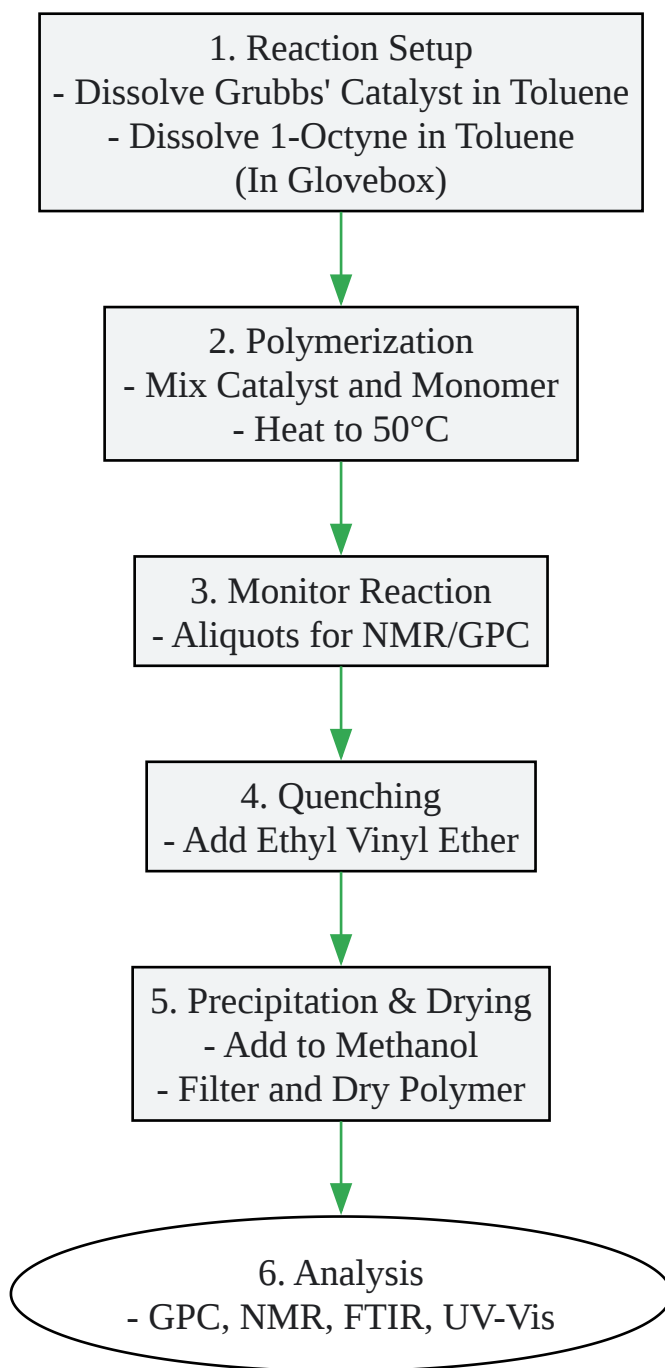 1. Reaction Setup
- Dissolve Grubbs' Catalyst in Toluene
- Dissolve 1-Octyne in Toluene
(In Glovebox)
2. Polymerization
- Mix Catalyst and Monomer
- Heat to 50°C
3. Monitor Reaction
- Aliquots for NMR/GPC
4. Quenching
- Add Ethyl Vinyl Ether
5. Precipitation & Drying
- Add to Methanol
- Filter and Dry Polymer
6. Analysis
- GPC, NMR, FTIR, UV-Vis